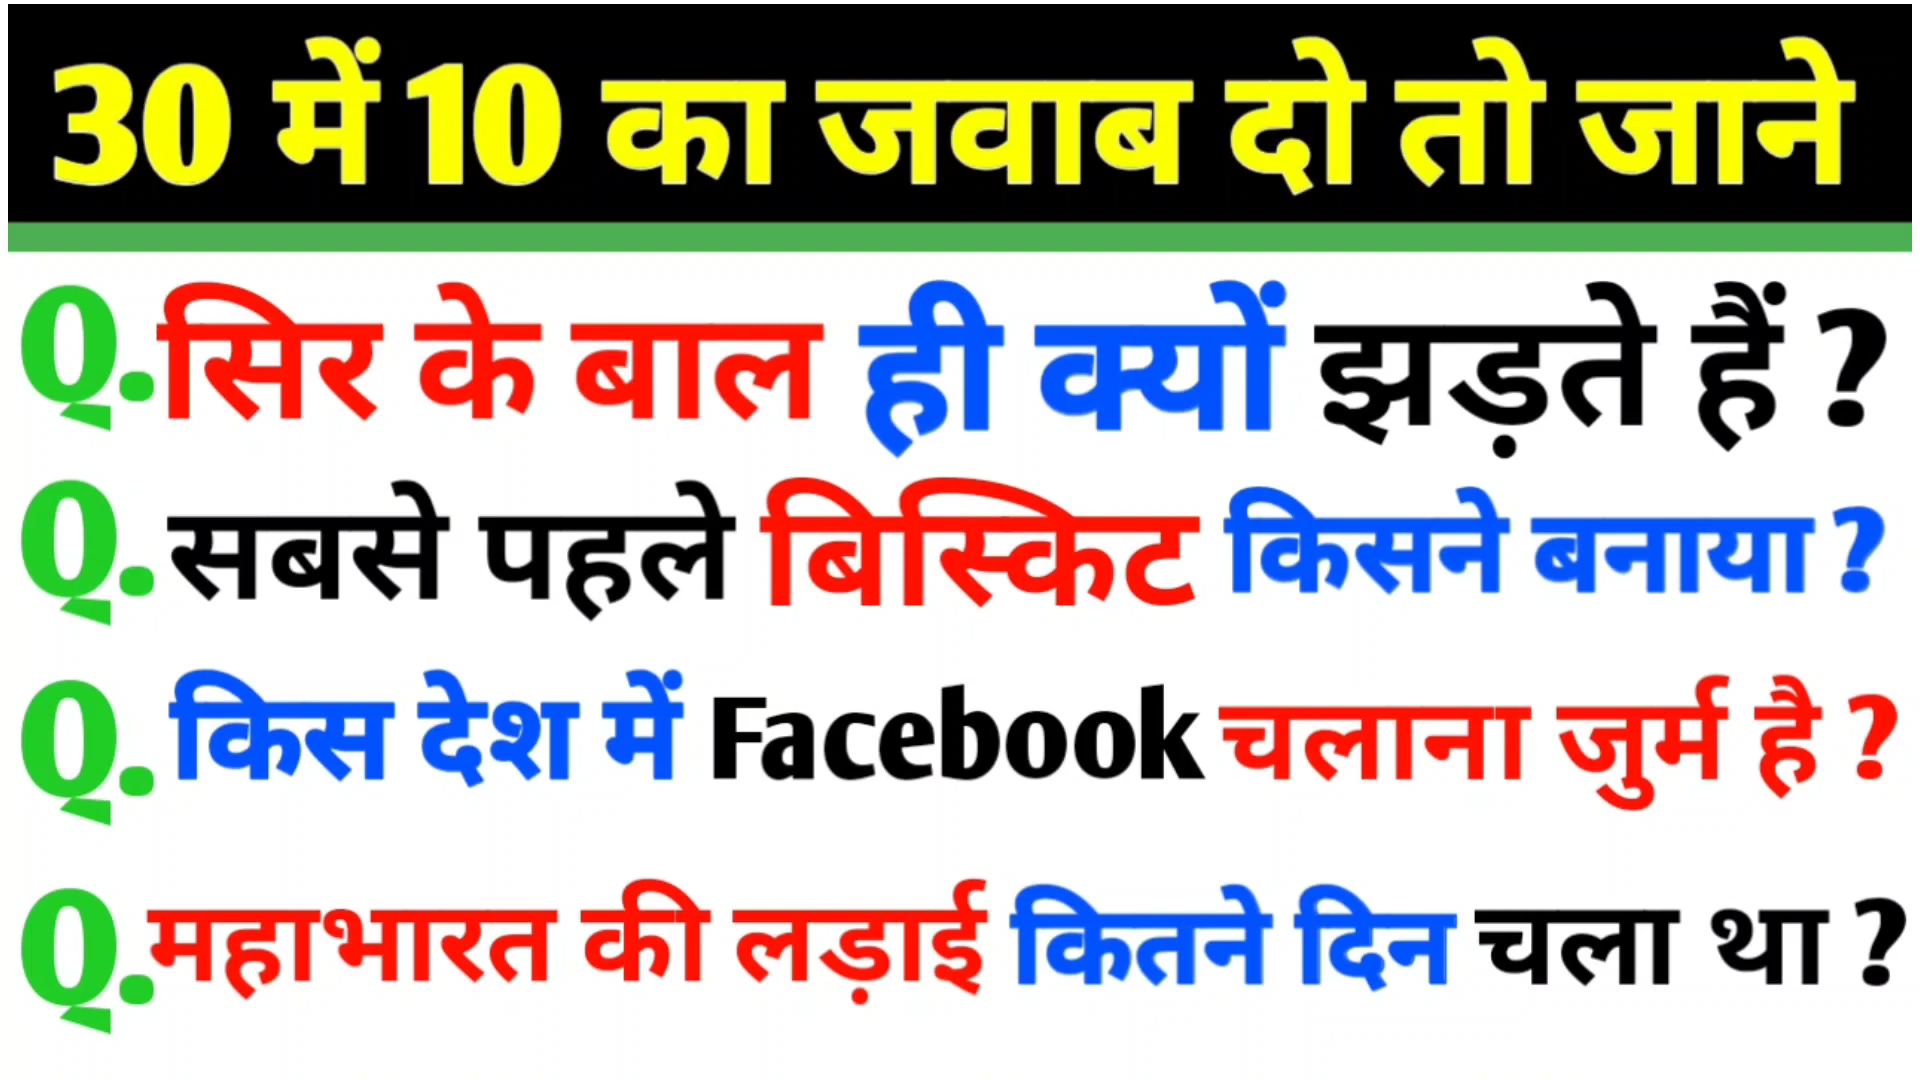 30 में 10 का जवाब दो तो जाने
Q. सिर के बाल ही क्यों झड़ते हैं ?
Q. सबसे पहले बिस्किट किसने बनाया ?
Q. किस देश में Facebook चलाना जुर्म है ?
Q. महाभारत की लड़ाई कितने दिन चला था ?